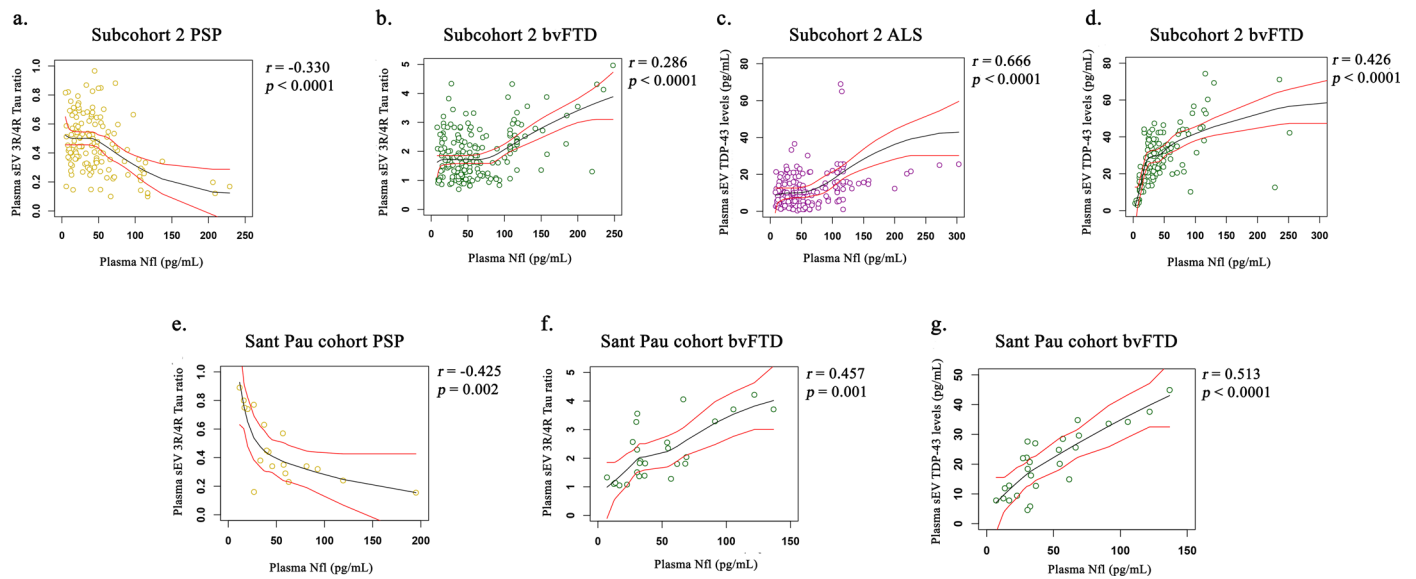 a.
Subcohort 2 PSP
r = -0.330
p < 0.0001
Plasma sEV 3R/4R Tau ratio
1.0
0.8
0.6
0.4
0.2
0.0
0 50 100 150 200 250
Plasma Nfl (pg/mL)
b.
Subcohort 2 bvFTD
r = 0.286
p < 0.0001
Plasma sEV 3R/4R Tau ratio
5
4
3
2
1
0
0 50 100 150 200 250
Plasma Nfl (pg/mL)
c.
Subcohort 2 ALS
r = 0.666
p < 0.0001
Plasma sEV TDP-43 levels (pg/mL)
80
60
40
20
0
0 50 100 150 200 250 300
Plasma Nfl (pg/mL)
d.
Subcohort 2 bvFTD
r = 0.426
p < 0.0001
Plasma sEV TDP-43 levels (pg/mL)
80
60
40
20
0
0 50 100 150 200 250 300
Plasma Nfl (pg/mL)
e.
Sant Pau cohort PSP
r = -0.425
p = 0.002
Plasma sEV 3R/4R Tau ratio
1.0
0.8
0.6
0.4
0.2
0.0
0 50 100 150 200
Plasma Nfl (pg/mL)
f.
Sant Pau cohort bvFTD
r = 0.457
p = 0.001
Plasma sEV 3R/4R Tau ratio
5
4
3
2
1
0
0 50 100 150
Plasma Nfl (pg/mL)
g.
Sant Pau cohort bvFTD
r = 0.513
p < 0.0001
Plasma sEV TDP-43 levels (pg/mL)
50
40
30
20
10
0
0 50 100 150
Plasma Nfl (pg/mL)